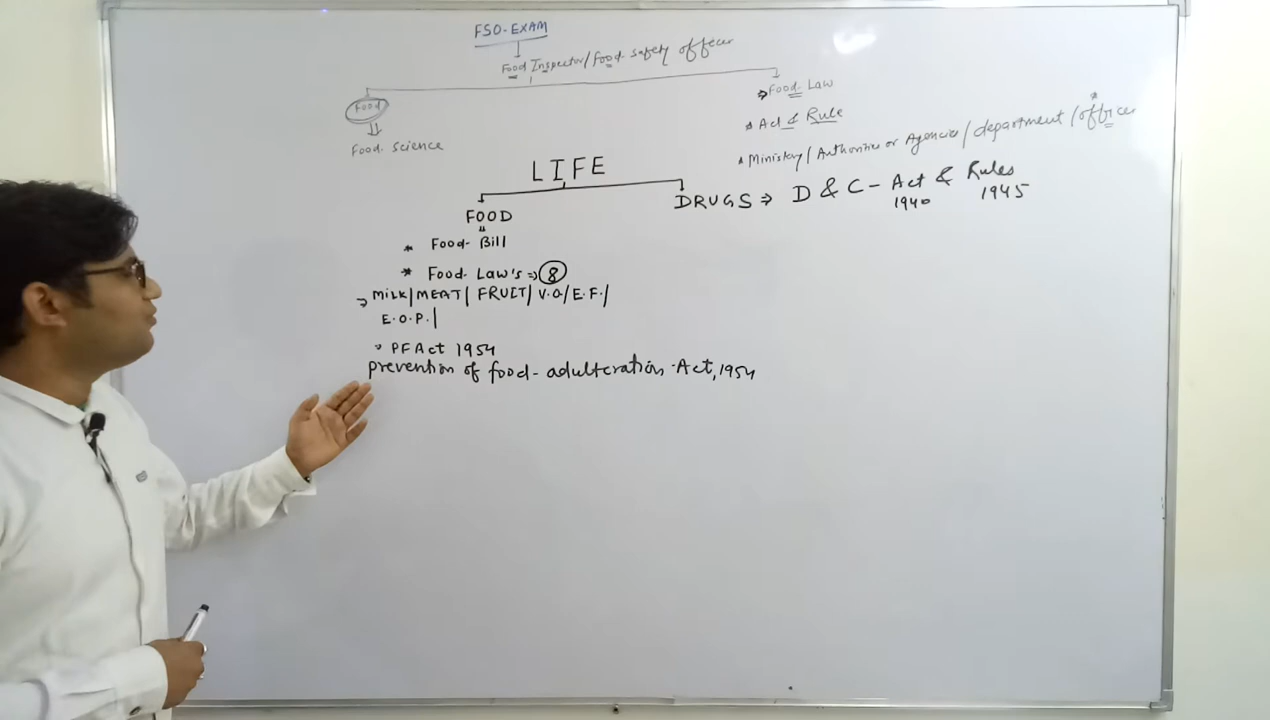 FSO-EXAM
Food Inspector/Food Safety officer
Food
Food Science
⇒Food Law
* Act & Rule
* Ministry/Authorities or Agencies/department/office
*
LIFE
FOOD
DRUGS ⇒ D & C - Act & Rules
1940 1945
* Food-Bill
* Food Law's ⇒ 8
→ MILK/MEAT/ FRUIT/ V.O/E.F./
E.O.P./
PFAct 1954
prevention of food-adulteration Act, 1954